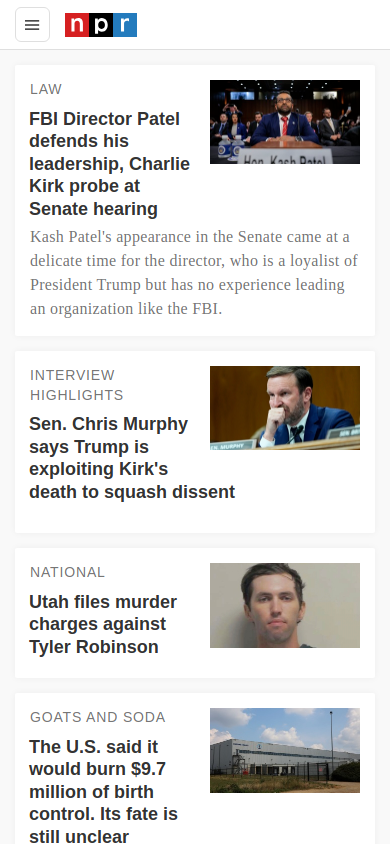 npr
LAW
FBI Director Patel
defends his
leadership, Charlie
Kirk probe at
Senate hearing
Hon. Kash Patel
Kash Patel's appearance in the Senate came at a
delicate time for the director, who is a loyalist of
President Trump but has no experience leading
an organization like the FBI.
INTERVIEW
HIGHLIGHTS
Sen. Chris Murphy
says Trump is
exploiting Kirk's
death to squash dissent
MURPHY
NATIONAL
Utah files murder
charges against
Tyler Robinson
GOATS AND SODA
The U.S. said it
would burn $9.7
million of birth
control. Its fate is
still unclear